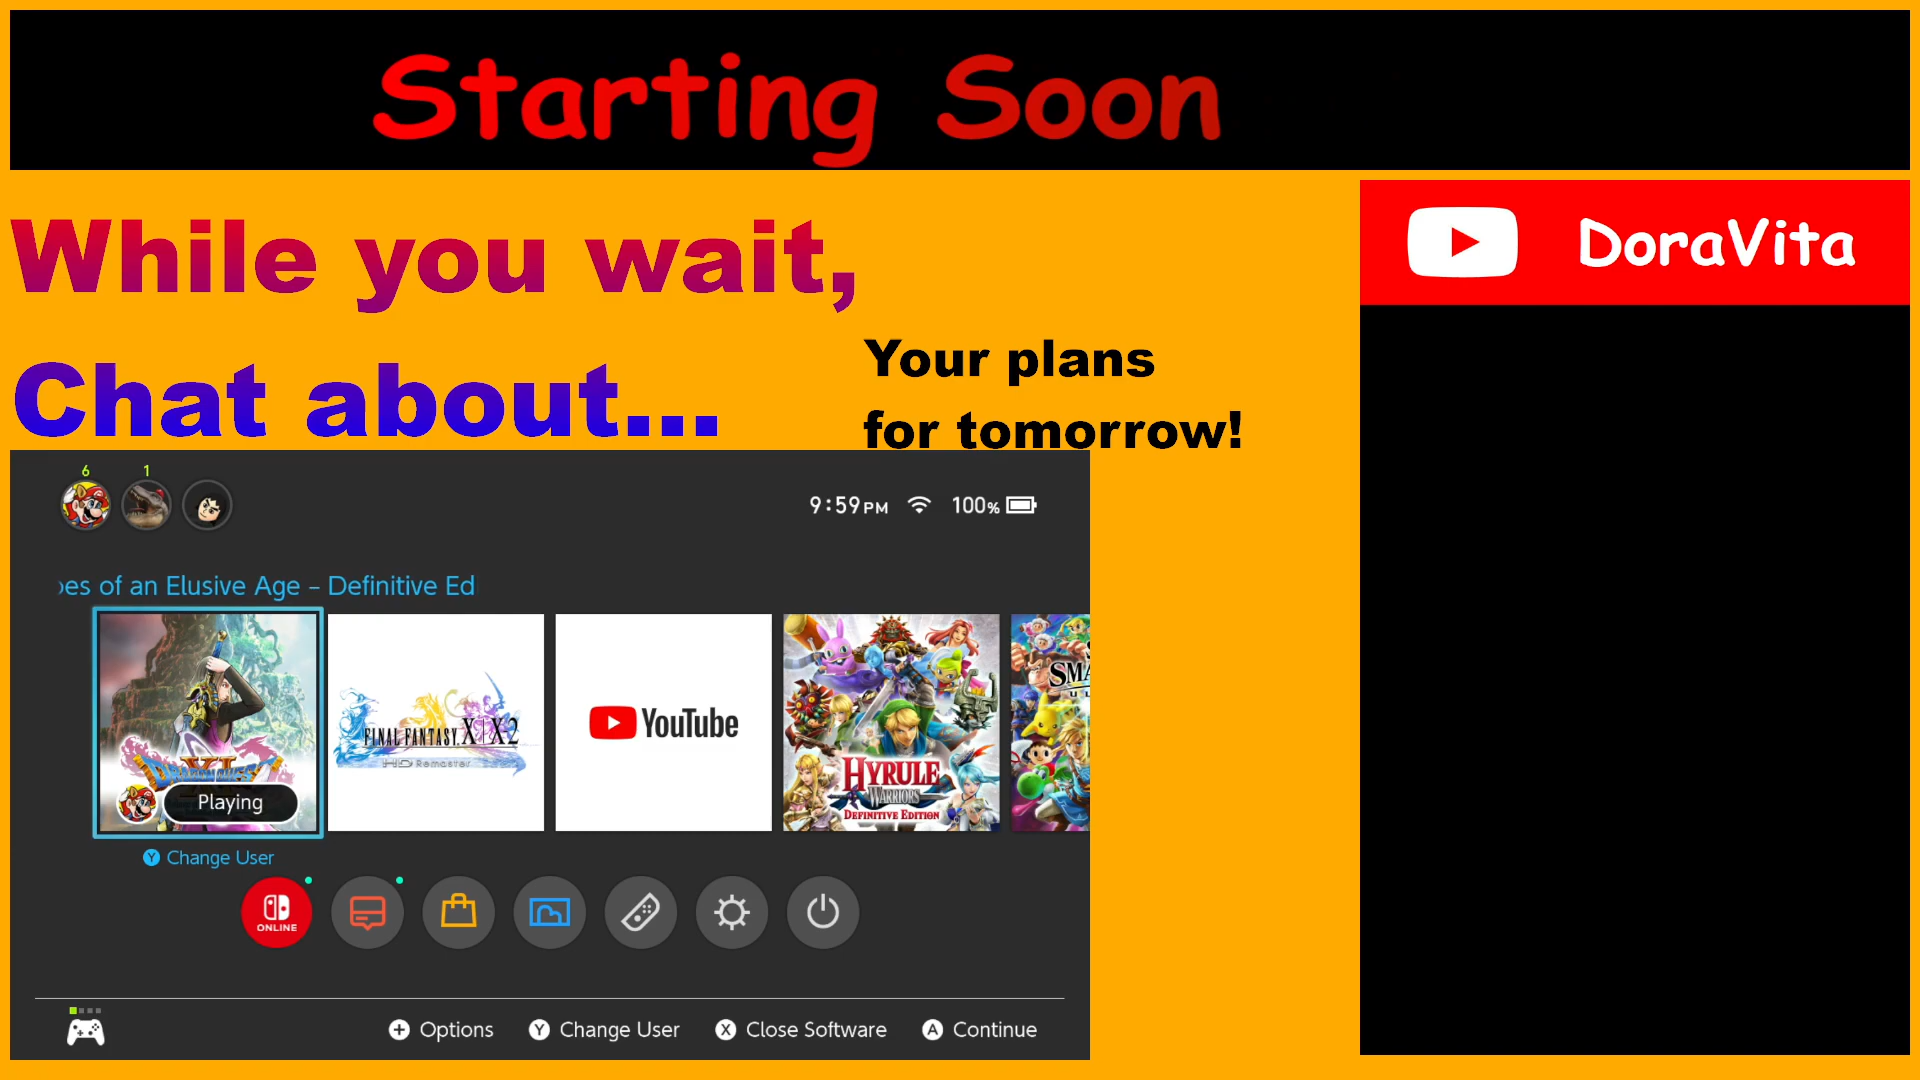 Starting Soon
While you wait,
Chat about...
Your plans
for tomorrow!
DoraVita
6
1
9:59PM
100%
of an Elusive Age – Definitive Ed
FINAL FANTASY X|X-2
HD Remaster
YouTube
HYRULE
WARRIORS
DEFINITIVE EDITION
Playing
Y Change User
ONLINE
+ Options
Y Change User
X Close Software
A Continue